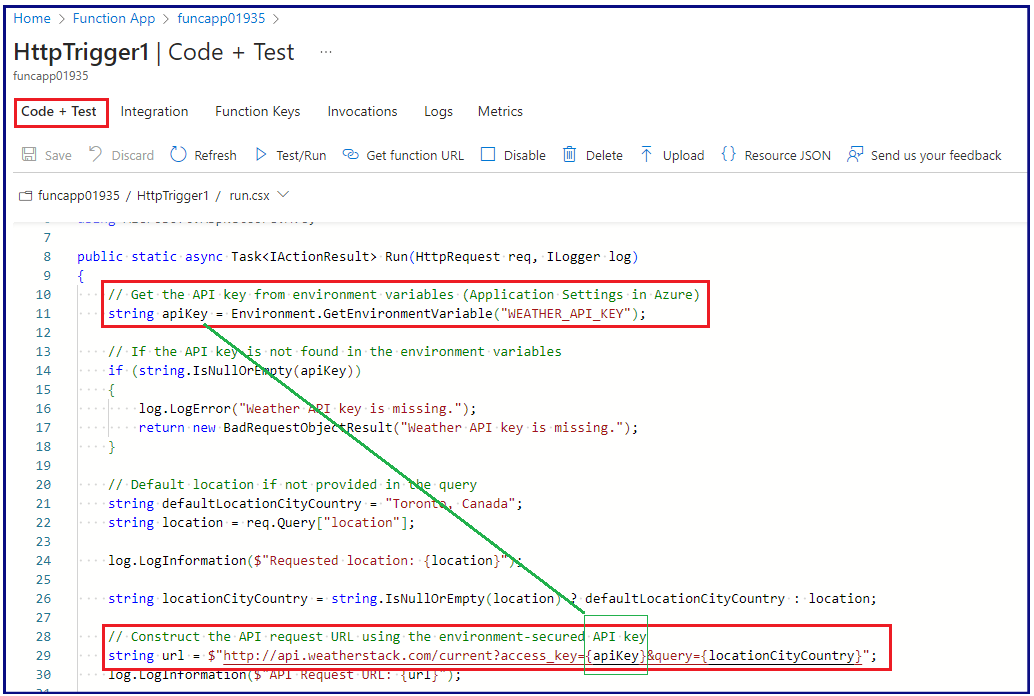 Home > Function App > funcapp01935 >
HttpTrigger1 | Code + Test ...
funcapp01935
Code + Test Integration Function Keys Invocations Logs Metrics
Save Discard Refresh Test/Run Get function URL Disable Delete Upload Resource JSON Send us your feedback
funcapp01935 / HttpTrigger1 / run.csx
7
8 public static async Task<IActionResult> Run(HttpRequest req, ILogger log)
9 {
10 // Get the API key from environment variables (Application Settings in Azure)
11 string apiKey = Environment.GetEnvironmentVariable("WEATHER_API_KEY");
12
13 // If the API key is not found in the environment variables
14 if (string.IsNullOrEmpty(apiKey))
15 {
16 log.LogError("Weather API key is missing.");
17 return new BadRequestObjectResult("Weather API key is missing.");
18 }
19
20 // Default location if not provided in the query
21 string defaultLocationCityCountry = "Toronto, Canada";
22 string location = req.Query["location"];
23
24 log.LogInformation($"Requested location: {location}");
25
26 string locationCityCountry = string.IsNullOrEmpty(location) ? defaultLocationCityCountry : location;
27
28 // Construct the API request URL using the environment-secured API key
29 string url = $"http://api.weatherstack.com/current?access_key={apiKey}&query={locationCityCountry}";
30 log.LogInformation($"API Request URL: {url}");